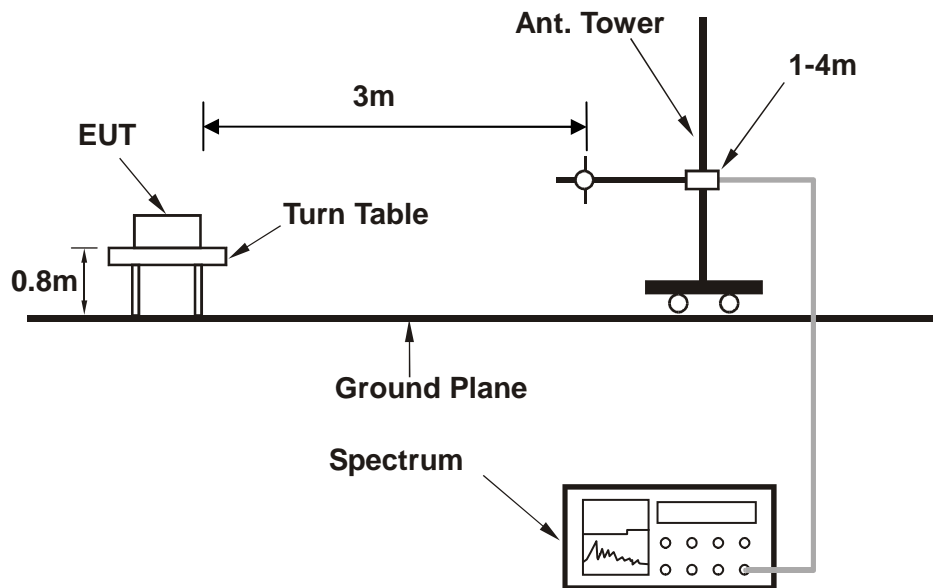 Ant. Tower
1-4m
3m
EUT
Turn Table
0.8m
Ground Plane
Spectrum